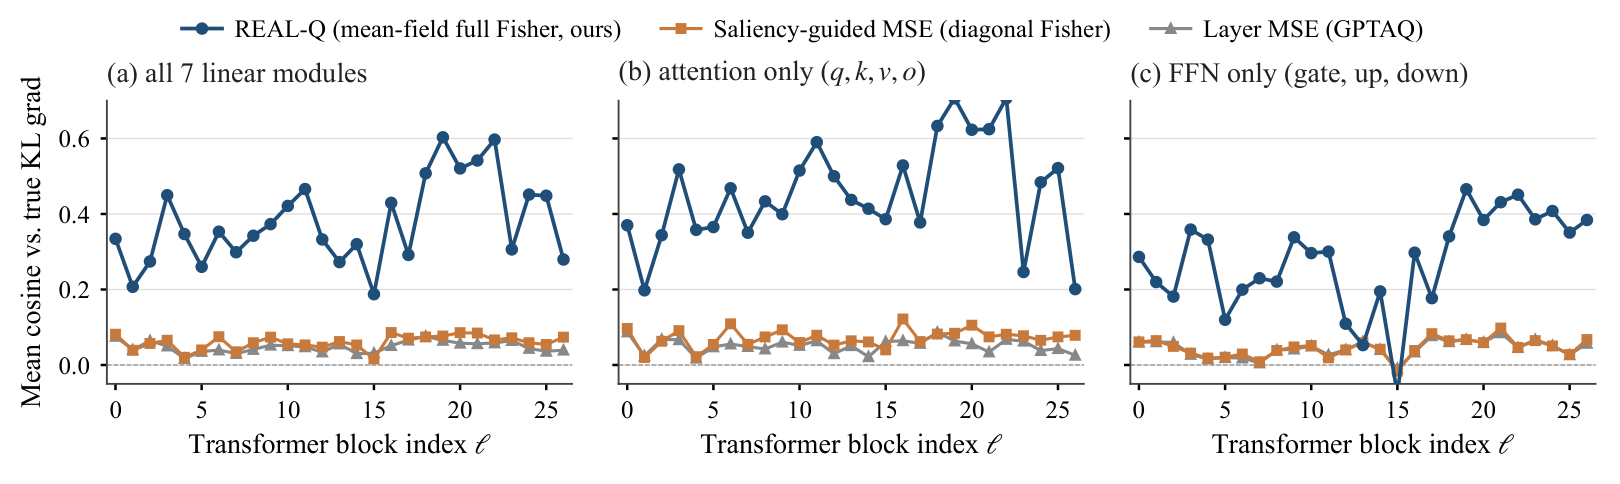 REAL-Q (mean-field full Fisher, ours) Saliency-guided MSE (diagonal Fisher) Layer MSE (GPTAQ)
(a) all 7 linear modules
(b) attention only (q, k, v, o)
(c) FFN only (gate, up, down)
Mean cosine vs. true KL grad
0.6
0.4
0.2
0.0
0 5 10 15 20 25
0 5 10 15 20 25
0 5 10 15 20 25
Transformer block index ℓ
Transformer block index ℓ
Transformer block index ℓ